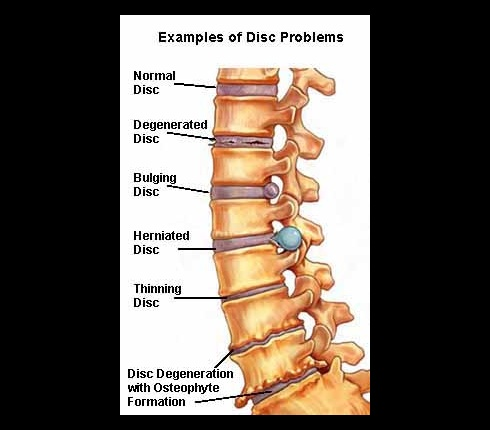 Examples of Disc Problems
Normal
Disc
Degenerated
Disc
Bulging
Disc
Herniated
Disc
Thinning
Disc
Disc Degeneration
with Osteophyte
Formation